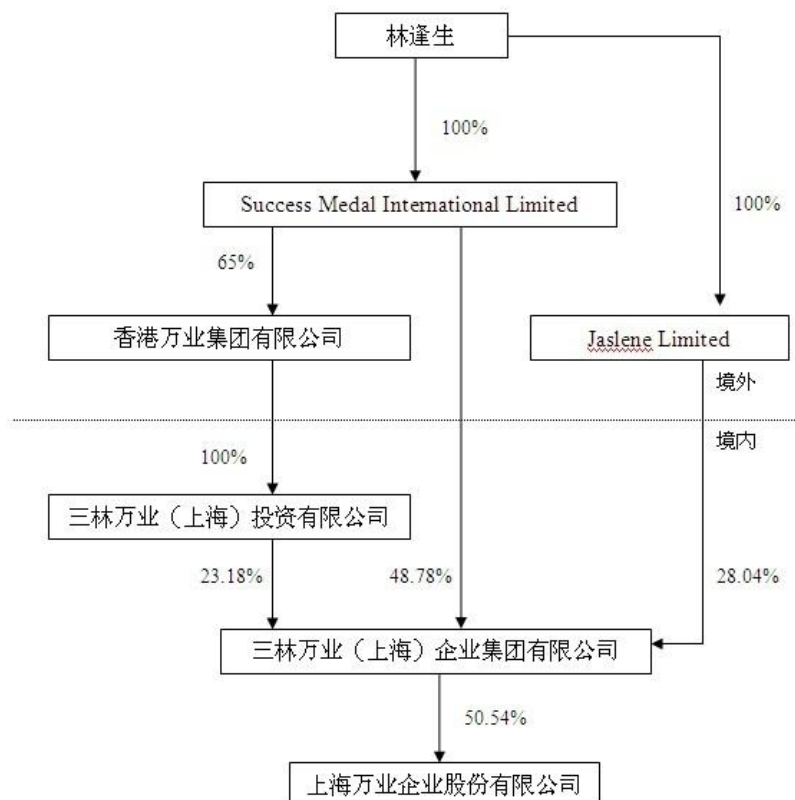 林逢生
100%
Success Medal International Limited
100%
65%
香港万业集团有限公司
Jaslene Limited
境外
境内
100%
三林万业（上海）投资有限公司
23.18%
48.78%
28.04%
三林万业（上海）企业集团有限公司
50.54%
上海万业企业股份有限公司